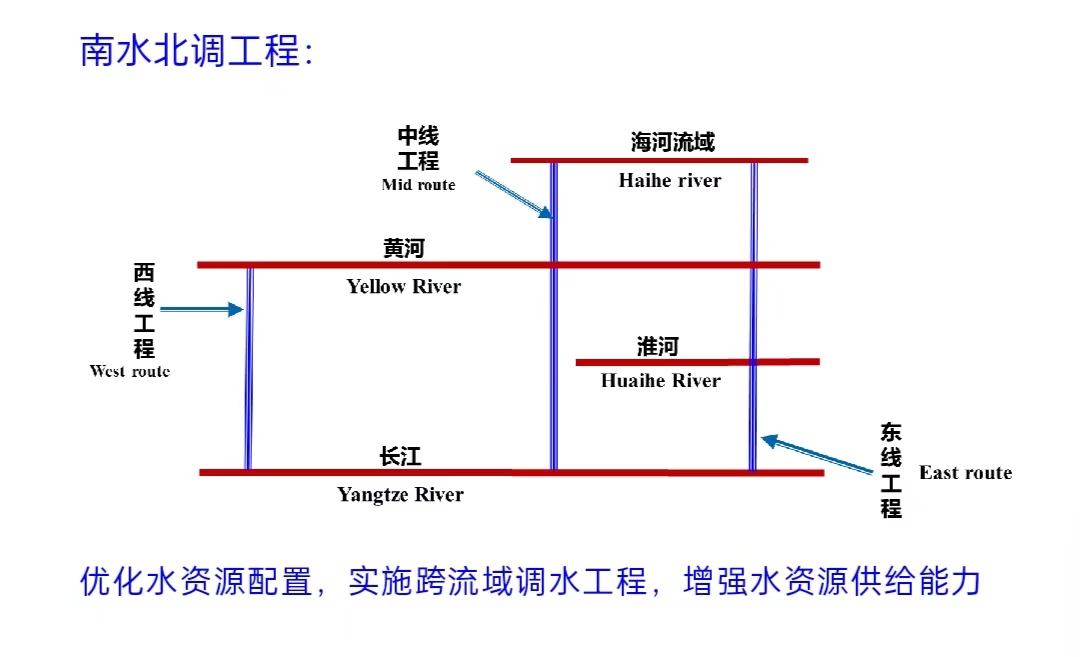 南水北调工程：
中线
工程
Mid route
海河流域
Haihe river
黄河
Yellow River
西
线
工
程
West route
淮河
Huaihe River
长江
Yangtze River
东
线
工
程
East route
优化水资源配置，实施跨流域调水工程，增强水资源供给能力